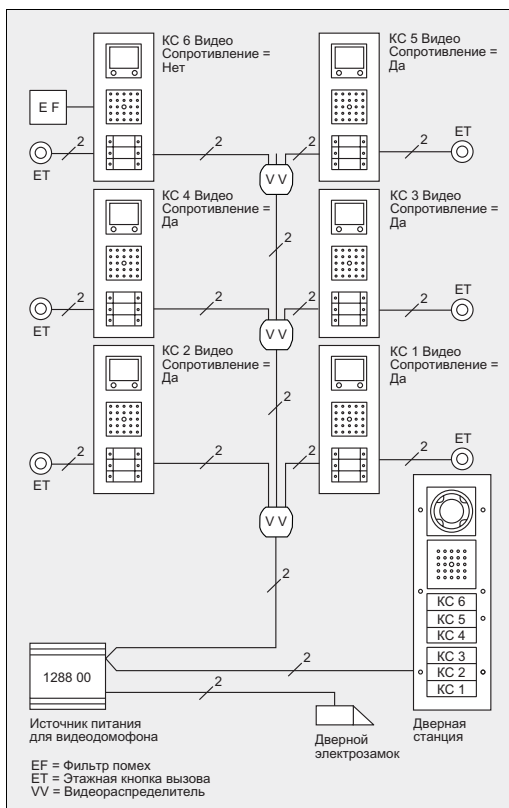 КС 6 Видео
Сопротивление =
Нет
КС 5 Видео
Сопротивление =
Да
E F
2
2
2
2
ET
ET
V V
КС 4 Видео
Сопротивление =
Да
КС 3 Видео
Сопротивление =
Да
2
ET
2
2
2
2
ET
V V
КС 2 Видео
Сопротивление =
Да
КС 1 Видео
Сопротивление =
Да
2
2
2
2
2
ET
ET
V V
2
КС 6
КС 5
КС 4
КС 3
КС 2
КС 1
1288 00
2
2
Источник питания
для видеодомофона
Дверной
электрозамок
Дверная
станция
EF = Фильтр помех
ET = Этажная кнопка вызова
VV = Видеораспределитель